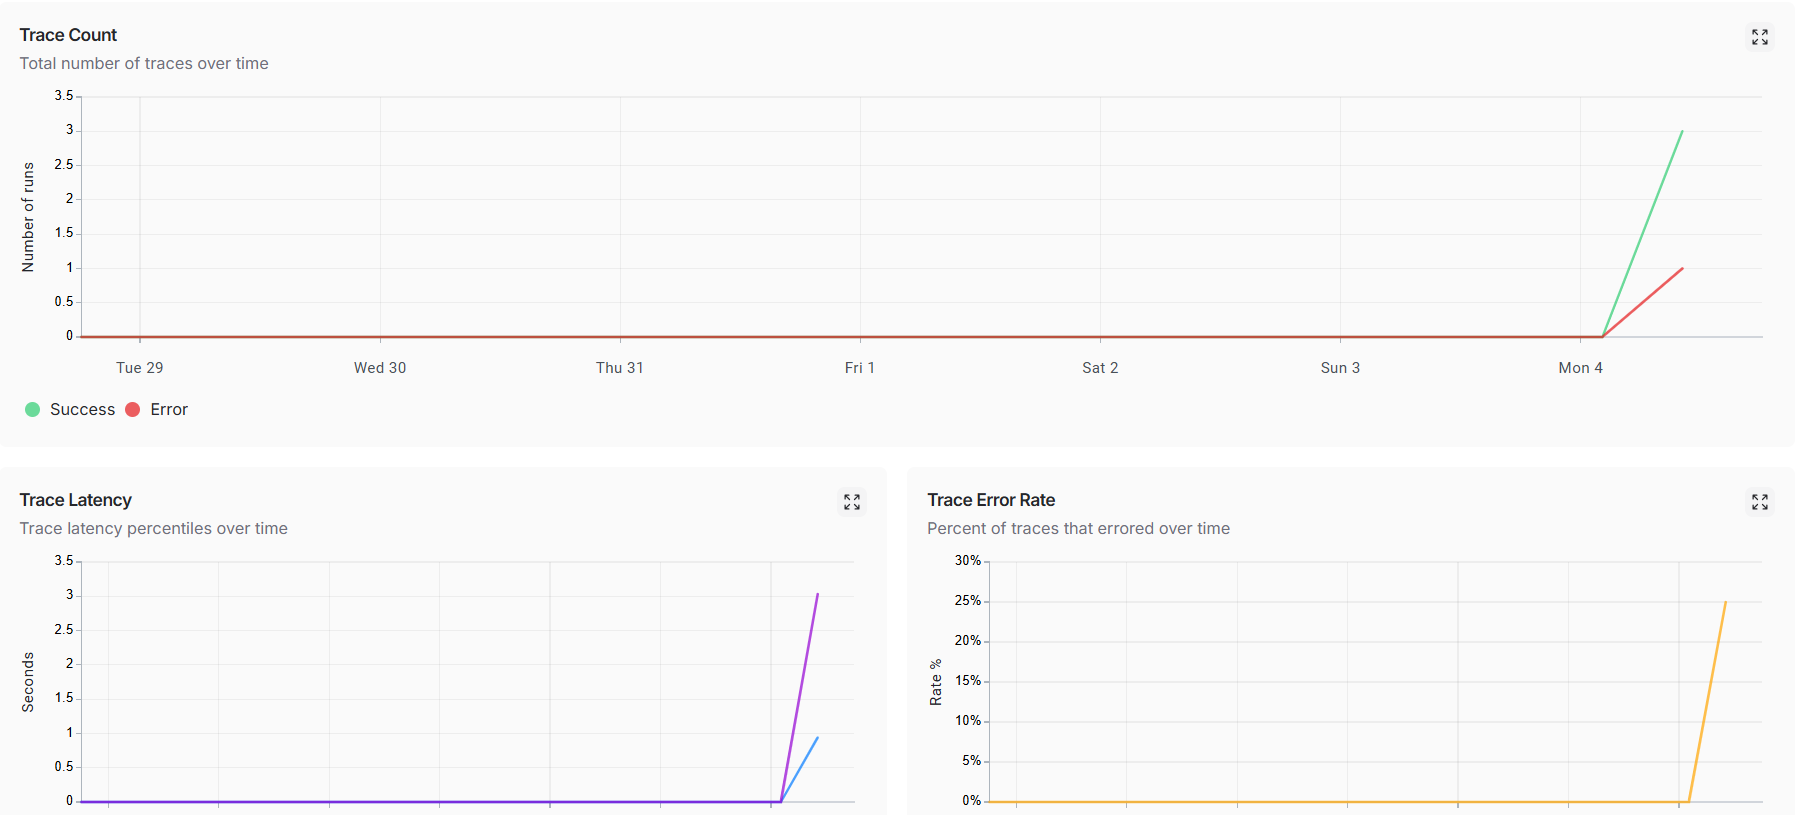 Trace Count
Total number of traces over time
Number of runs
3.5
3
2.5
2
1.5
1
0.5
0
Tue 29 Wed 30 Thu 31 Fri 1 Sat 2 Sun 3 Mon 4
Success Error
Trace Latency
Trace latency percentiles over time
Seconds
3.5
3
2.5
2
1.5
1
0.5
0
Trace Error Rate
Percent of traces that errored over time
Rate %
30%
25%
20%
15%
10%
5%
0%